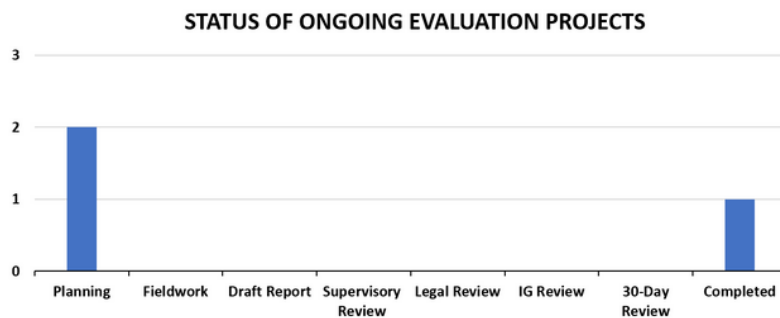 STATUS OF ONGOING EVALUATION PROJECTS
3
2
1
0
Planning Fieldwork Draft Report Supervisory Review Legal Review IG Review 30-Day Review Completed